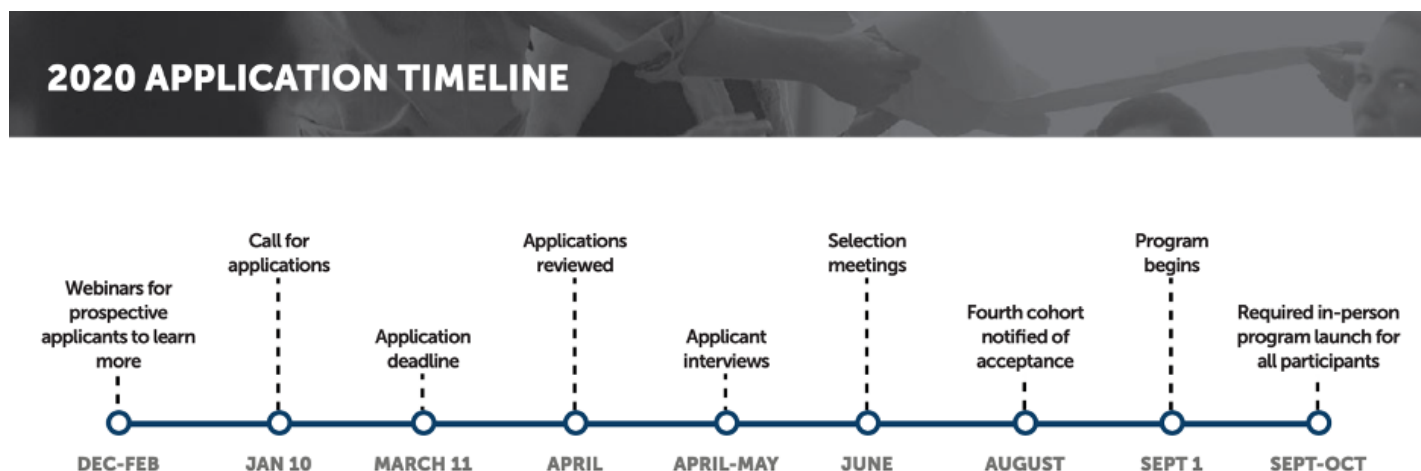 2020 APPLICATION TIMELINE
Webinars for
prospective
applicants to learn
more
DEC-FEB
Call for
applications
JAN 10
Application
deadline
MARCH 11
Applications
reviewed
APRIL
Applicant
interviews
APRIL-MAY
Selection
meetings
JUNE
Fourth cohort
notified of
acceptance
AUGUST
Program
begins
SEPT 1
Required in-person
program launch for
all participants
SEPT-OCT